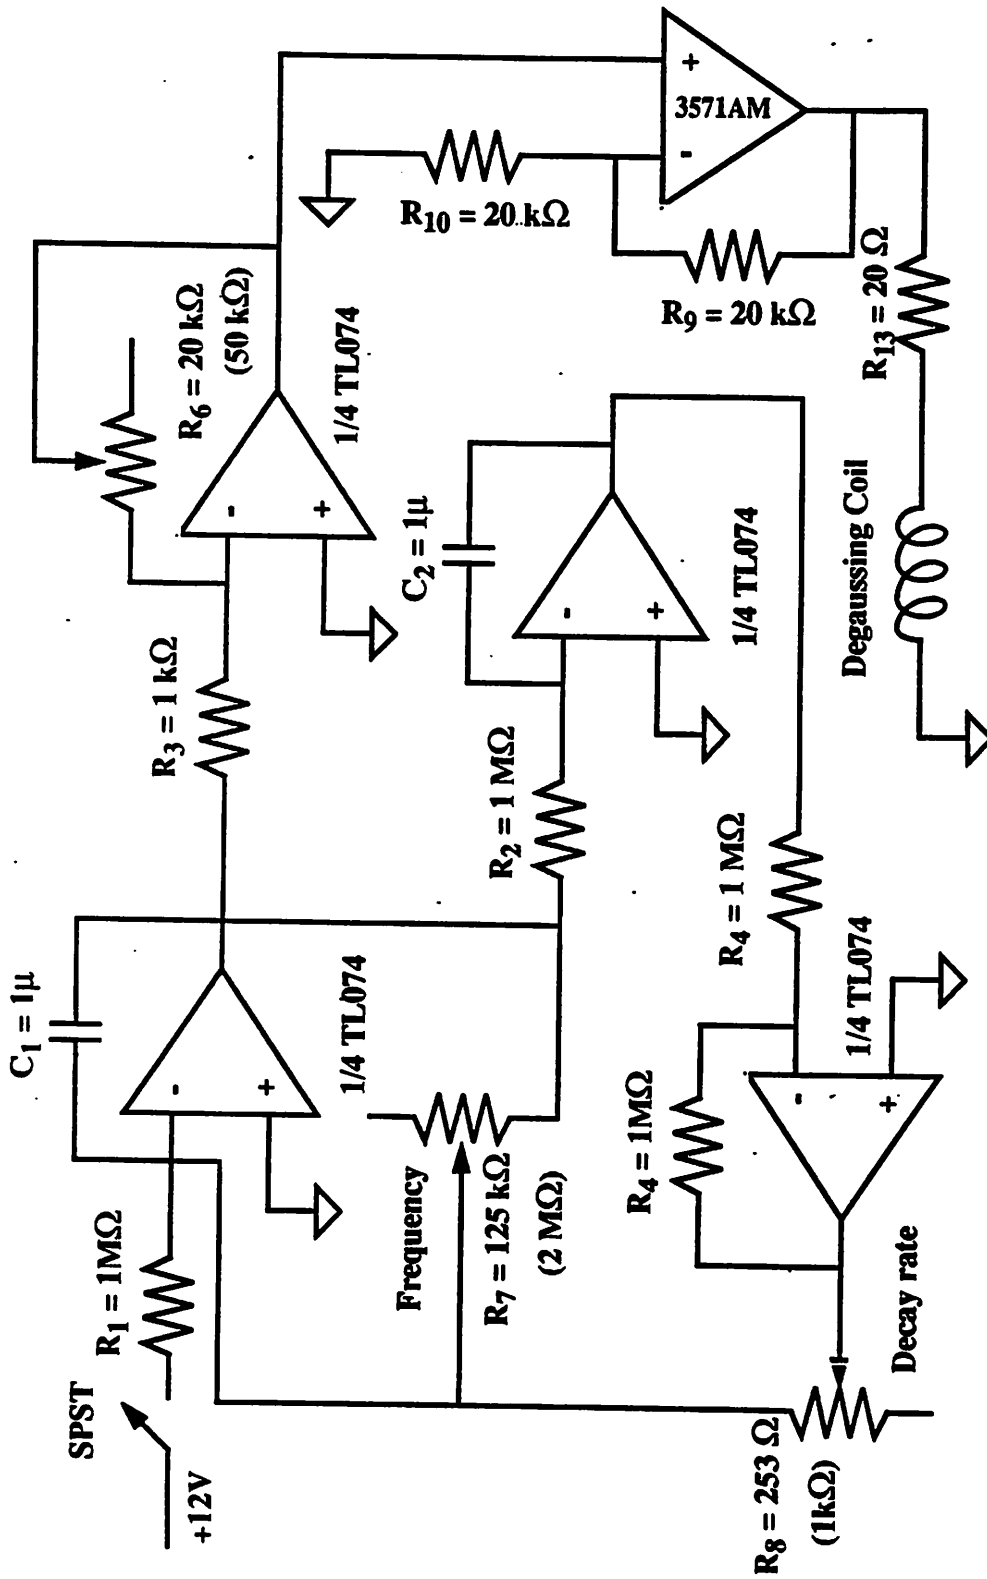 SPST
+12V
R1 = 1MΩ
C1 = 1μ
-
+
1/4 TL074
Frequency
R7 = 125 kΩ
(2 MΩ)
R3 = 1 kΩ
R6 = 20 kΩ
(50 kΩ)
-
+
1/4 TL074
R2 = 1 MΩ
C2 = 1μ
-
+
1/4 TL074
R4 = 1 MΩ
R4 = 1MΩ
-
+
1/4 TL074
R8 = 253 Ω
(1kΩ)
Decay rate
R10 = 20 kΩ
R9 = 20 kΩ
+
-
3571AM
R13 = 20 Ω
Degaussing Coil